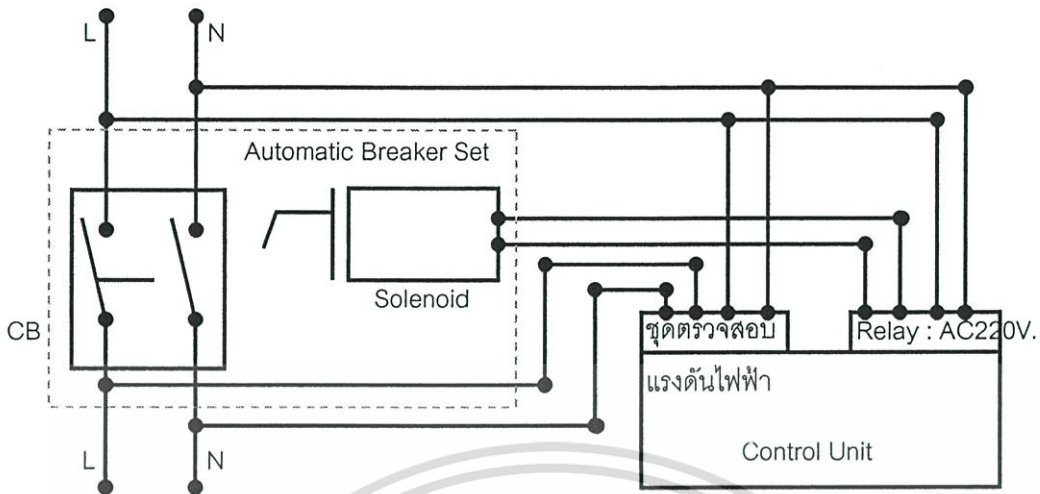 L
N
Automatic Breaker Set
Solenoid
CB
ชุดตรวจสอบ
Relay : AC220V.
แรงดันไฟฟ้า
Control Unit
L
N